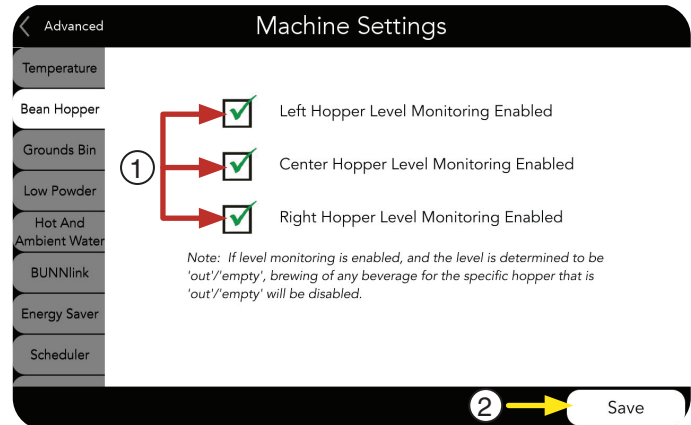 Advanced
Machine Settings
Temperature
Bean Hopper
Grounds Bin
Low Powder
Hot And
Ambient Water
BUNNlink
Energy Saver
Scheduler
1
Left Hopper Level Monitoring Enabled
Center Hopper Level Monitoring Enabled
Right Hopper Level Monitoring Enabled
Note: If level monitoring is enabled, and the level is determined to be
'out'/'empty', brewing of any beverage for the specific hopper that is
'out'/'empty' will be disabled.
2
Save